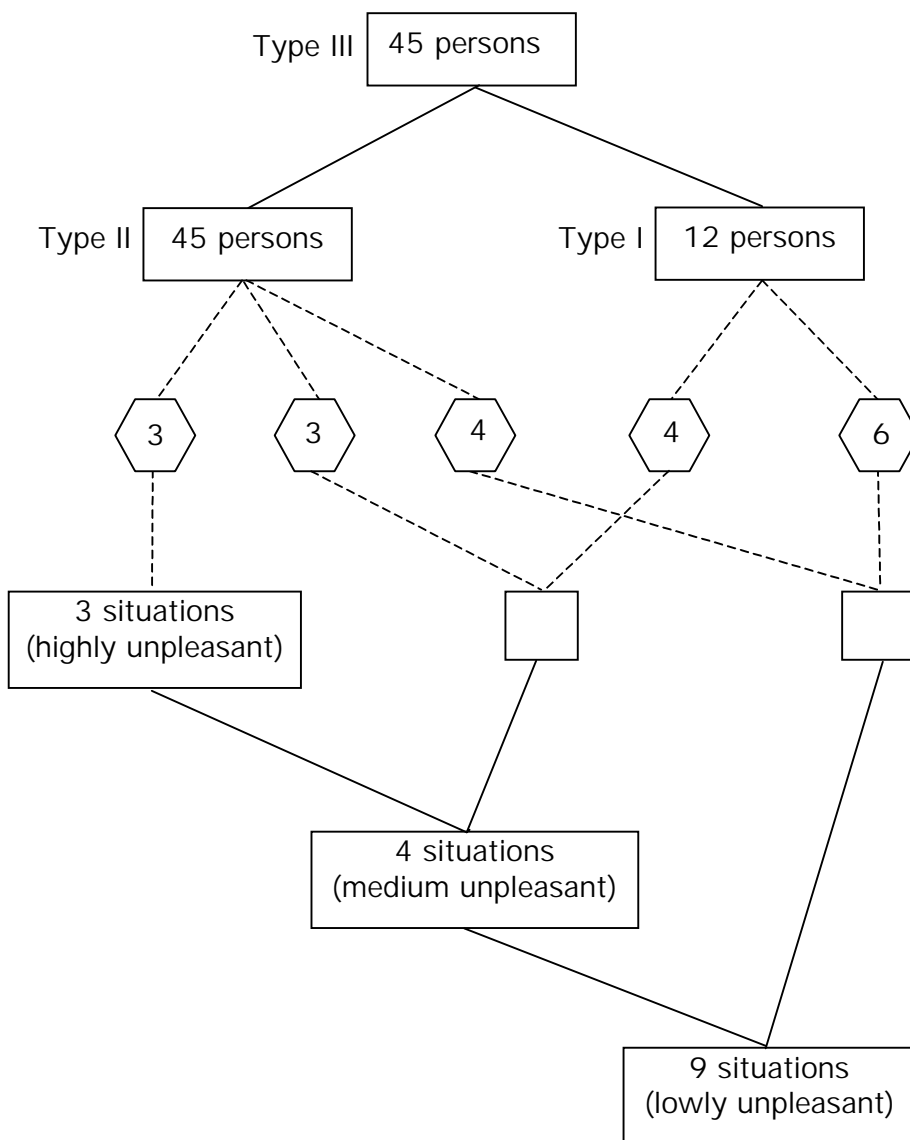 Type III 45 persons
Type II 45 persons Type I 12 persons
3 3 4 4 6
3 situations
(highly unpleasant)
4 situations
(medium unpleasant)
9 situations
(lowly unpleasant)